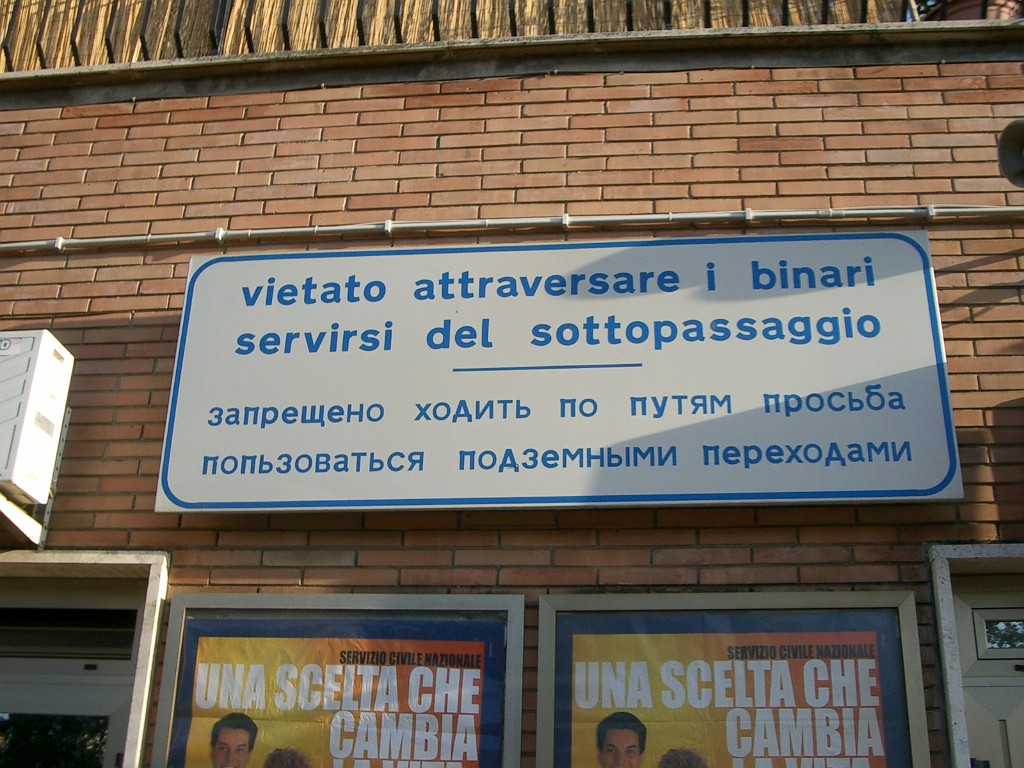 vietato attraversare i binari
servirsi del sottopassaggio
запрещено ходить по путям просьба
попьзоваться подземными переходами
SERVIZIO CIVILE NAZIONALE
UNA SCELTA CHE
CAMBIA
SERVIZIO CIVILE NAZIONALE
UNA SCELTA CHE
CAMBIA